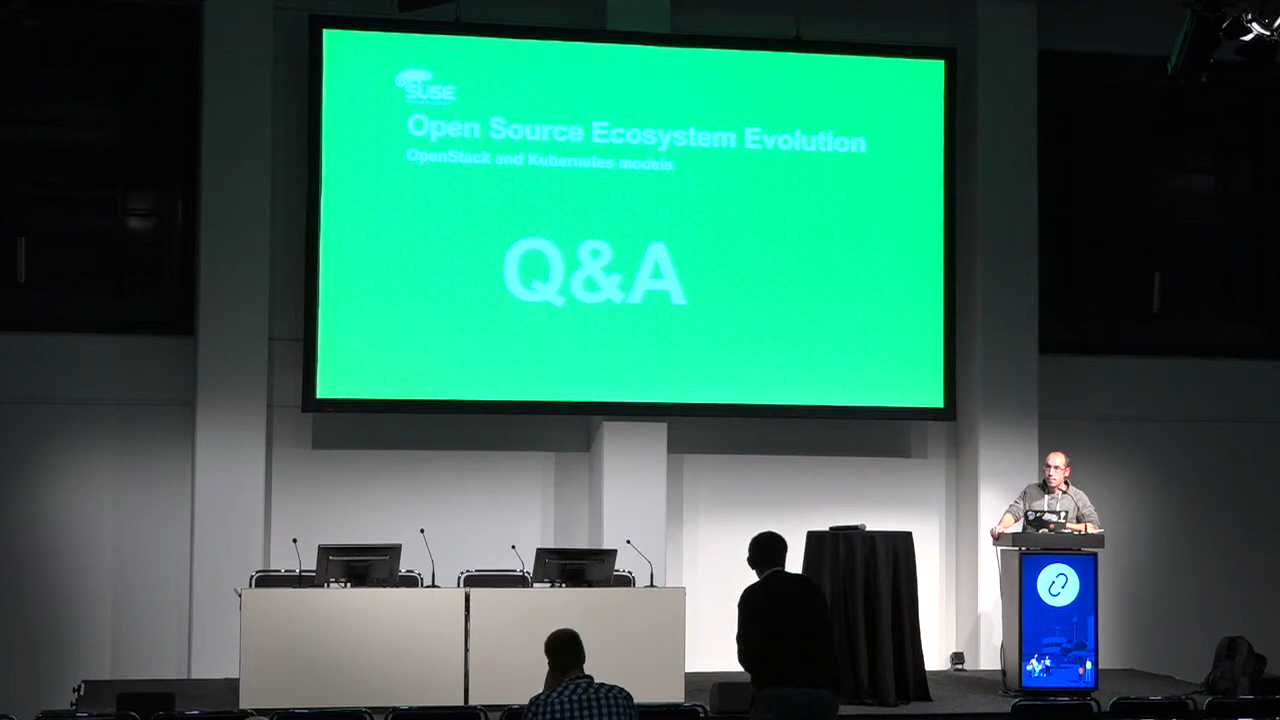 SUSE
Open Source Ecosystem Evolution
OpenStack and Kubernetes models
Q&A